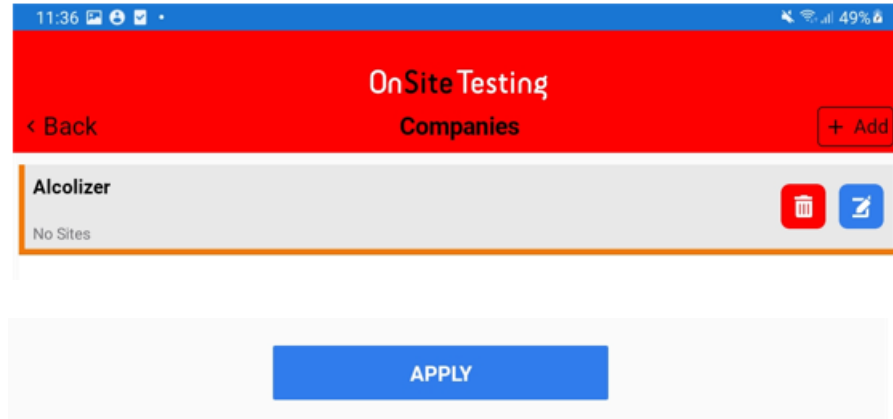 11:36
49%
OnSite Testing
< Back
Companies
+ Add
Alcolizer
No Sites
APPLY